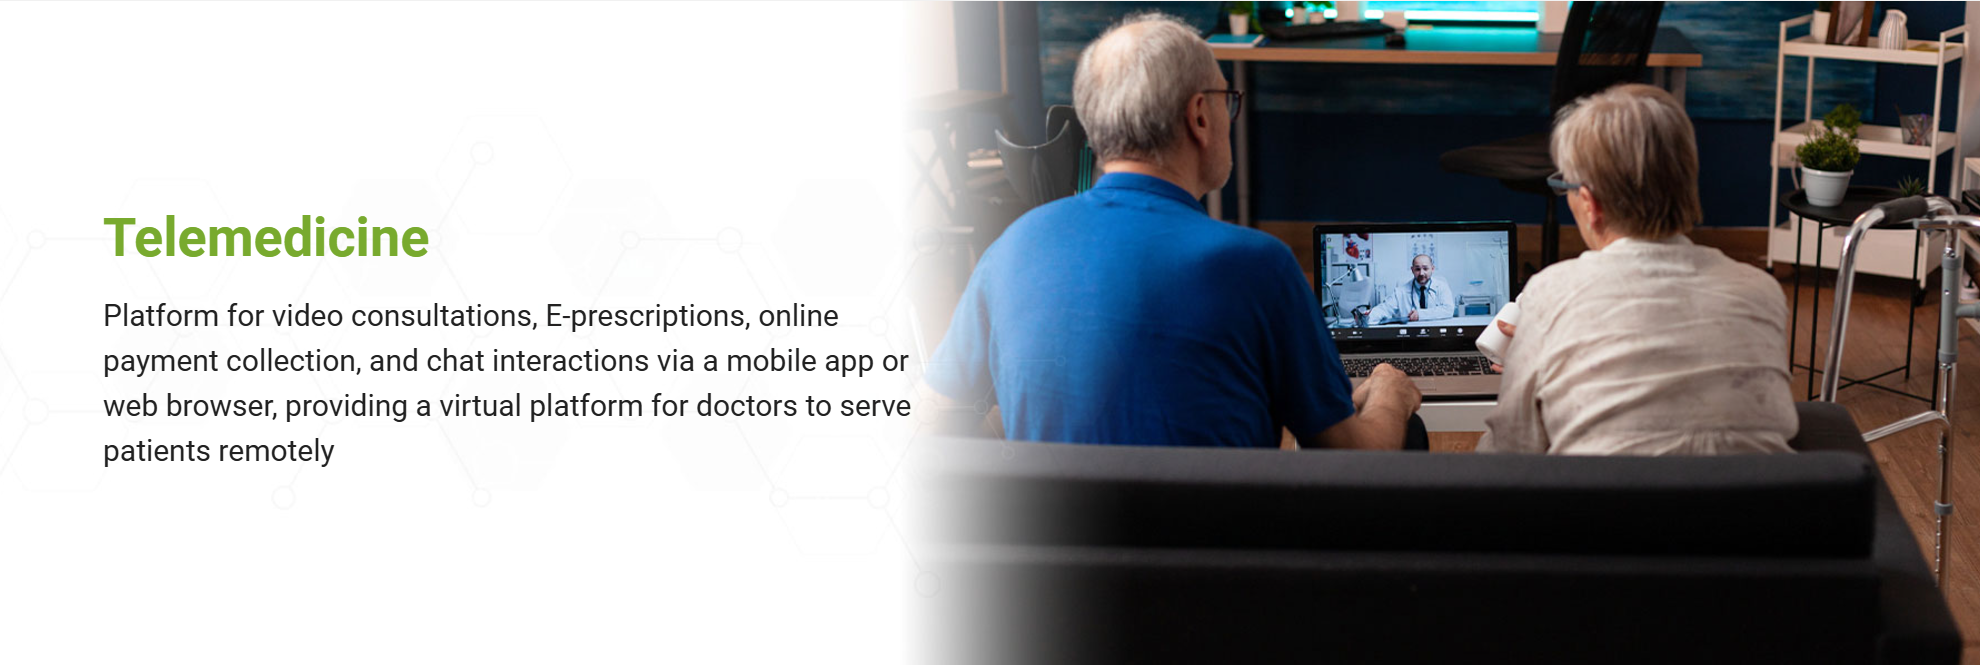 Telemedicine
Platform for video consultations, E-prescriptions, online
payment collection, and chat interactions via a mobile app or
web browser, providing a virtual platform for doctors to serve
patients remotely